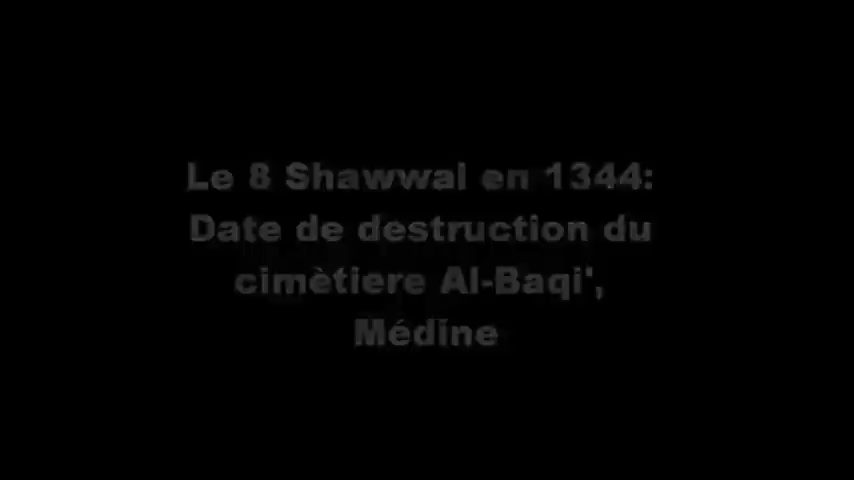 Le 8 Shawwal en 1344:
Date de destruction du
cimètiere Al-Baqi',
Médine